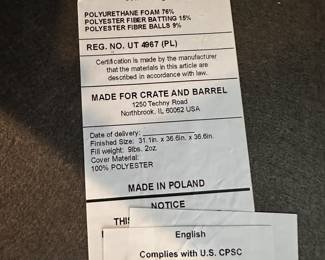 POLYURETHANE FOAM 76%
POLYESTER FIBER BATTING 15%
POLYESTER FIBRE BALLS 9%
REG. NO. UT 4967 (PL)
Certification is made by the manufacturer
that the materials in this article are
described in accordance with law.
MADE FOR CRATE AND BARREL
1250 Techny Road
Northbrook, IL 60062 USA
Date of delivery:
Finished Size: 31.1in x 36.6in x 36.6in.
Fill weight: 9lbs. 2oz.
Cover Material:
100% POLYESTER
MADE IN POLAND
NOTICE
THIS
English
Complies with U.S. CPSC